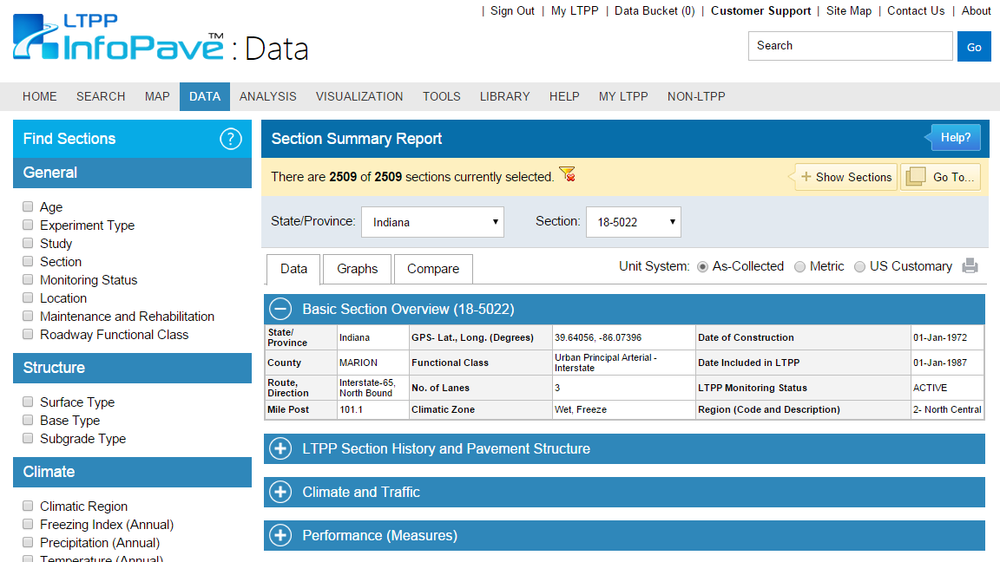 | Sign Out | My LTPP | Data Bucket (0) | Customer Support | Site Map | Contact Us | About
LTPP
InfoPave™ : Data
Search
Go
HOME SEARCH MAP DATA ANALYSIS VISUALIZATION TOOLS LIBRARY HELP MY LTPP NON-LTPP
Find Sections ?
General
Age
Experiment Type
Study
Section
Monitoring Status
Location
Maintenance and Rehabilitation
Roadway Functional Class
Structure
Surface Type
Base Type
Subgrade Type
Climate
Climatic Region
Freezing Index (Annual)
Precipitation (Annual)
Temperature (Annual)
Section Summary Report
Help?
There are 2509 of 2509 sections currently selected.
+ Show Sections
Go To...
State/Province: Indiana
Section: 18-5022
Data Graphs Compare
Unit System: As-Collected Metric US Customary
Basic Section Overview (18-5022)
State/
Province
Indiana
GPS- Lat., Long. (Degrees)
39.64056, -86.07396
Date of Construction
01-Jan-1972
County
MARION
Functional Class
Urban Principal Arterial -
Interstate
Date Included in LTPP
01-Jan-1987
Route,
Direction
Interstate-65,
North Bound
No. of Lanes
3
LTPP Monitoring Status
ACTIVE
Mile Post
101.1
Climatic Zone
Wet, Freeze
Region (Code and Description)
2- North Central
LTPP Section History and Pavement Structure
Climate and Traffic
Performance (Measures)